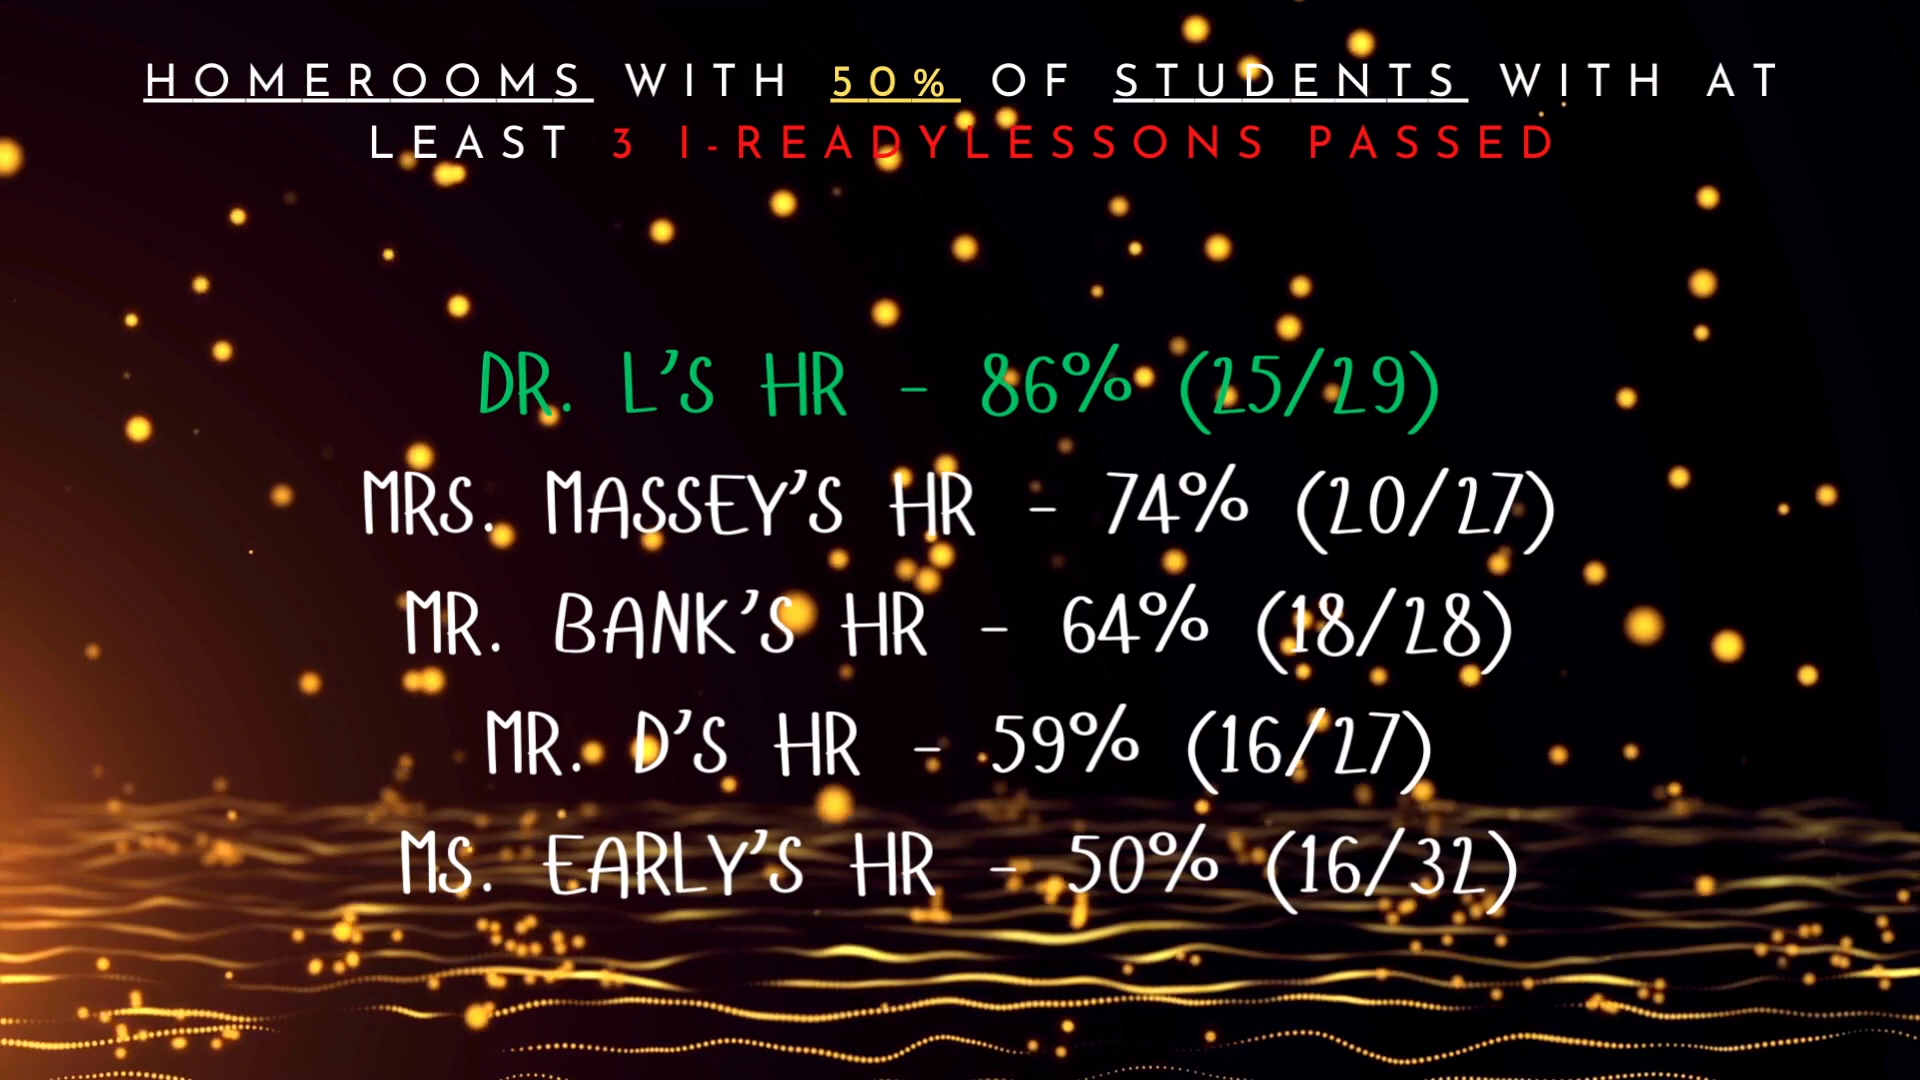 HOMEROOMS WITH 50% OF STUDENTS WITH AT
LEAST 3 I-READYLESSONS PASSED
DR. L'S HR - 86% (25/29)
MRS. MASSEY'S HR - 74% (20/27)
MR. BANK'S HR - 64% (18/28)
MR. D'S HR - 59% (16/27)
MS. EARLY'S HR - 50% (16/32)